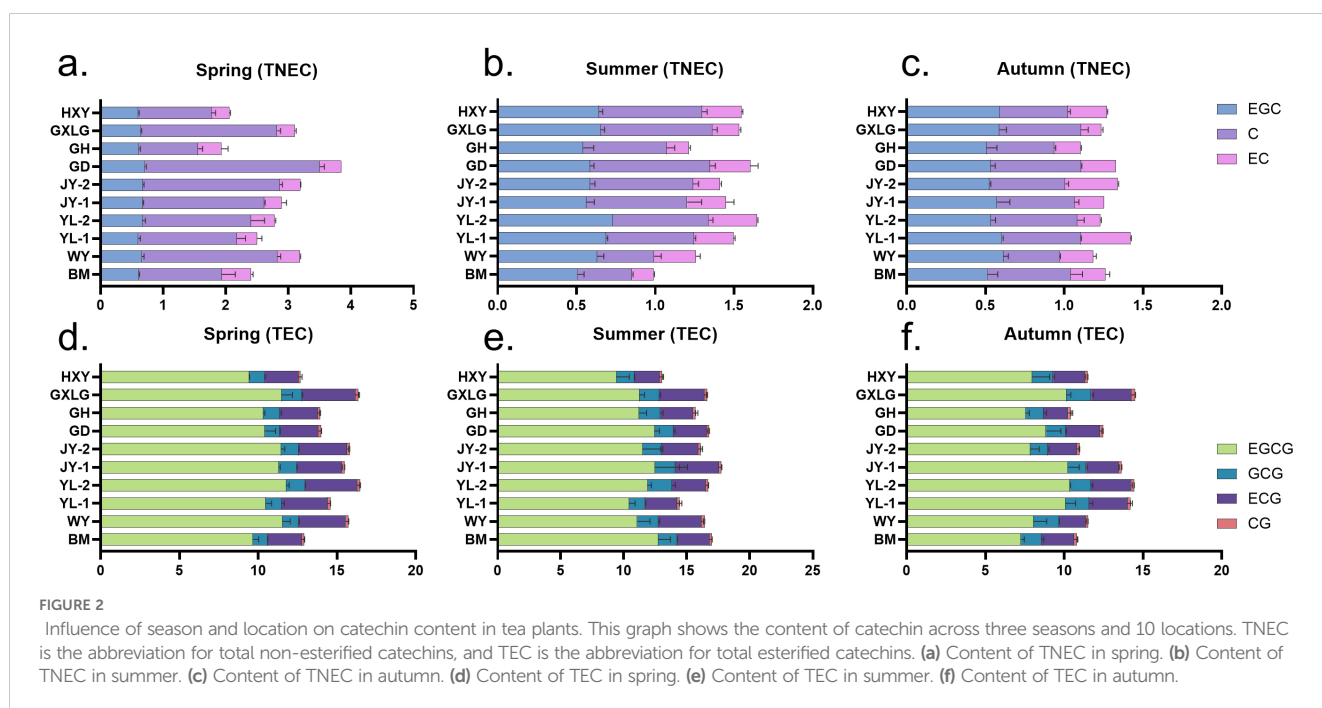 a.
Spring (TNEC)
HXY
GXLG
GH
GD
JY-2
JY-1
YL-2
YL-1
WY
BM
0 1 2 3 4 5
b.
Summer (TNEC)
HXY
GXLG
GH
GD
JY-2
JY-1
YL-2
YL-1
WY
BM
0.0 0.5 1.0 1.5 2.0
c.
Autumn (TNEC)
HXY
GXLG
GH
GD
JY-2
JY-1
YL-2
YL-1
WY
BM
0.0 0.5 1.0 1.5 2.0
EGC
C
EC
d.
Spring (TEC)
HXY
GXLG
GH
GD
JY-2
JY-1
YL-2
YL-1
WY
BM
0 5 10 15 20
e.
Summer (TEC)
HXY
GXLG
GH
GD
JY-2
JY-1
YL-2
YL-1
WY
BM
0 5 10 15 20 25
f.
Autumn (TEC)
HXY
GXLG
GH
GD
JY-2
JY-1
YL-2
YL-1
WY
BM
0 5 10 15 20
EGCG
GCG
ECG
CG
FIGURE 2
Influence of season and location on catechin content in tea plants. This graph shows the content of catechin across three seasons and 10 locations. TNEC
is the abbreviation for total non-esterified catechins, and TEC is the abbreviation for total esterified catechins. (a) Content of TNEC in spring. (b) Content of
TNEC in summer. (c) Content of TNEC in autumn. (d) Content of TEC in spring. (e) Content of TEC in summer. (f) Content of TEC in autumn.